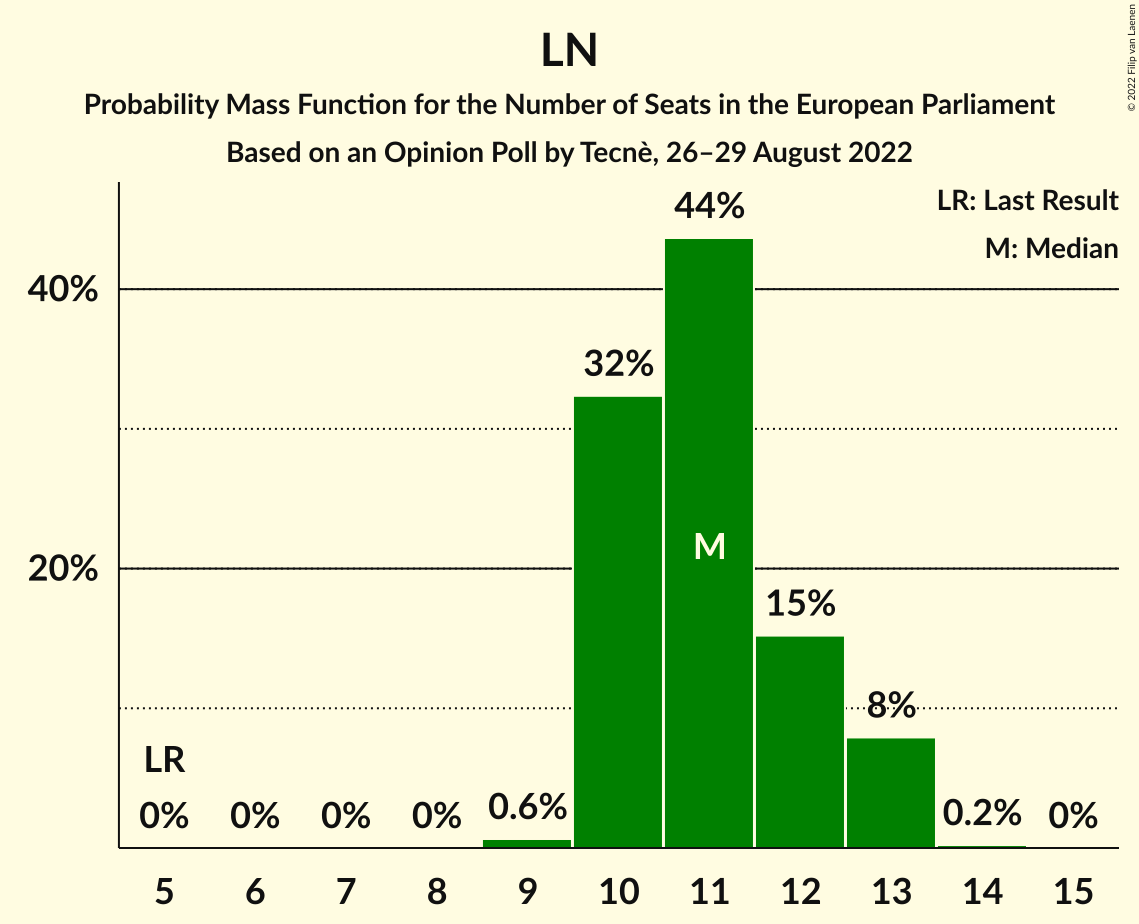 LN
Probability Mass Function for the Number of Seats in the European Parliament
Based on an Opinion Poll by Tecnè, 26–29 August 2022
© 2022 Filip van Laenen
LR: Last Result
M: Median
40%
20%
LR
0%
0%
0%
0%
0.6%
32%
44%
M
15%
8%
0.2%
0%
5 6 7 8 9 10 11 12 13 14 15